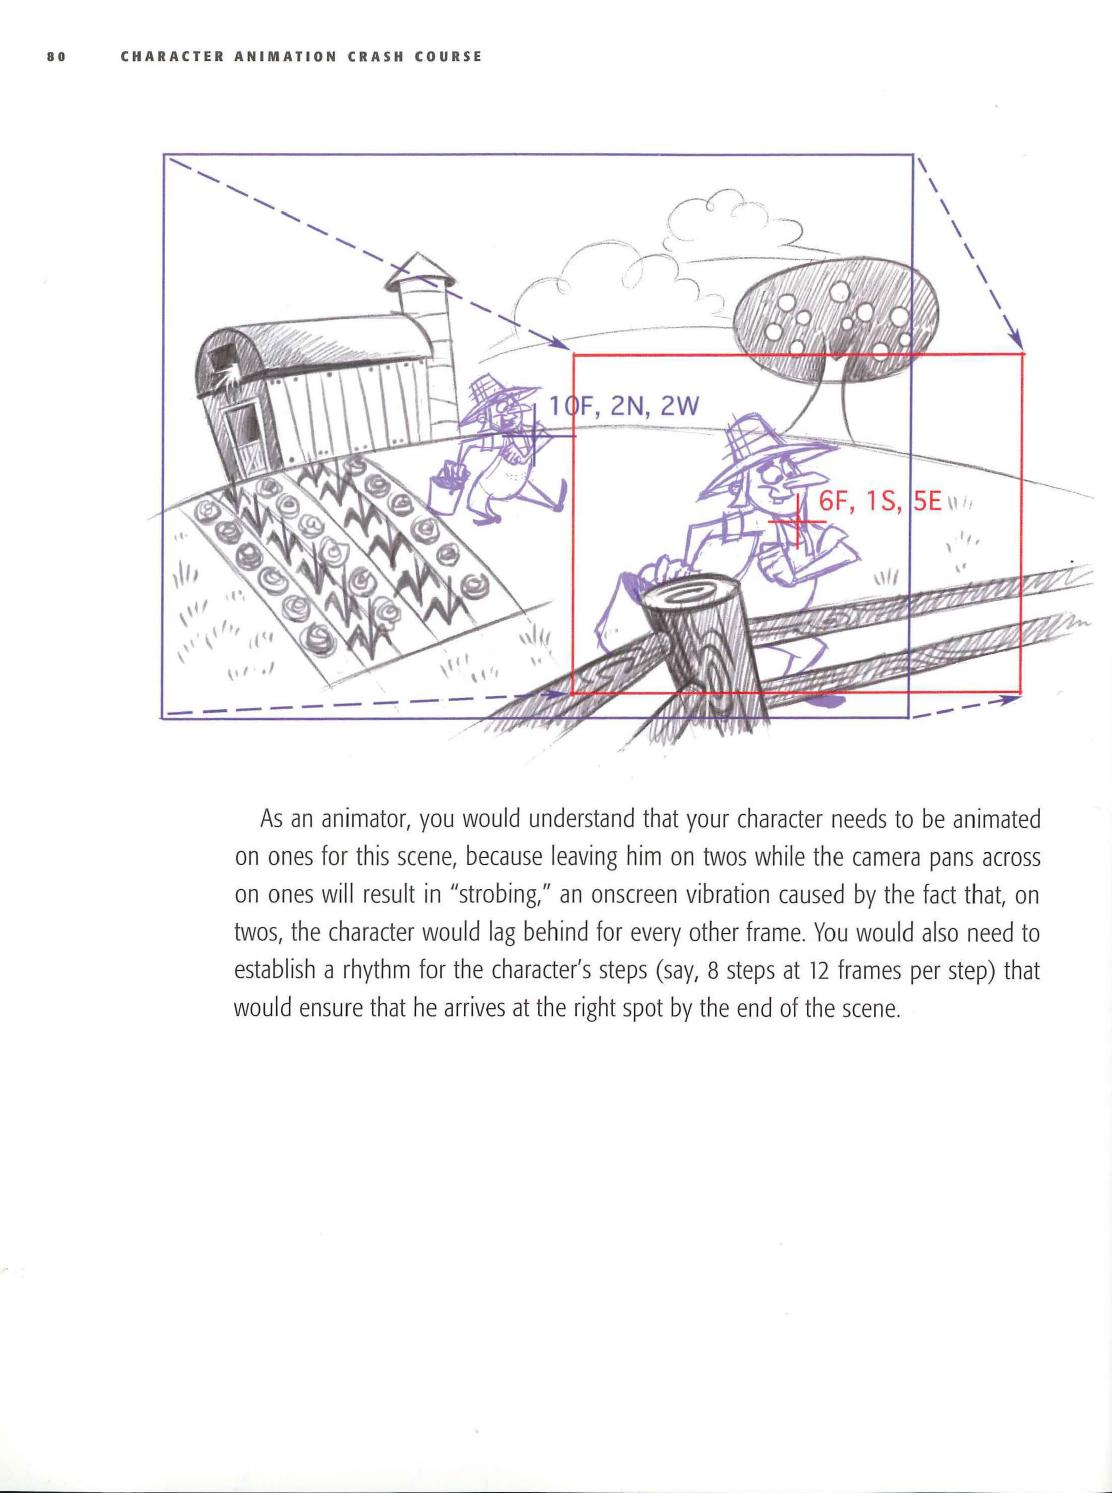 80 CHARACTER ANIMATION CRASH COURSE
10F, 2N, 2W
6F, 1S, 5E
As an animator, you would understand that your character needs to be animated
on ones for this scene, because leaving him on twos while the camera pans across
on ones will result in “strobing,” an onscreen vibration caused by the fact that, on
twos, the character would lag behind for every other frame. You would also need to
establish a rhythm for the character’s steps (say, 8 steps at 12 frames per step) that
would ensure that he arrives at the right spot by the end of the scene.